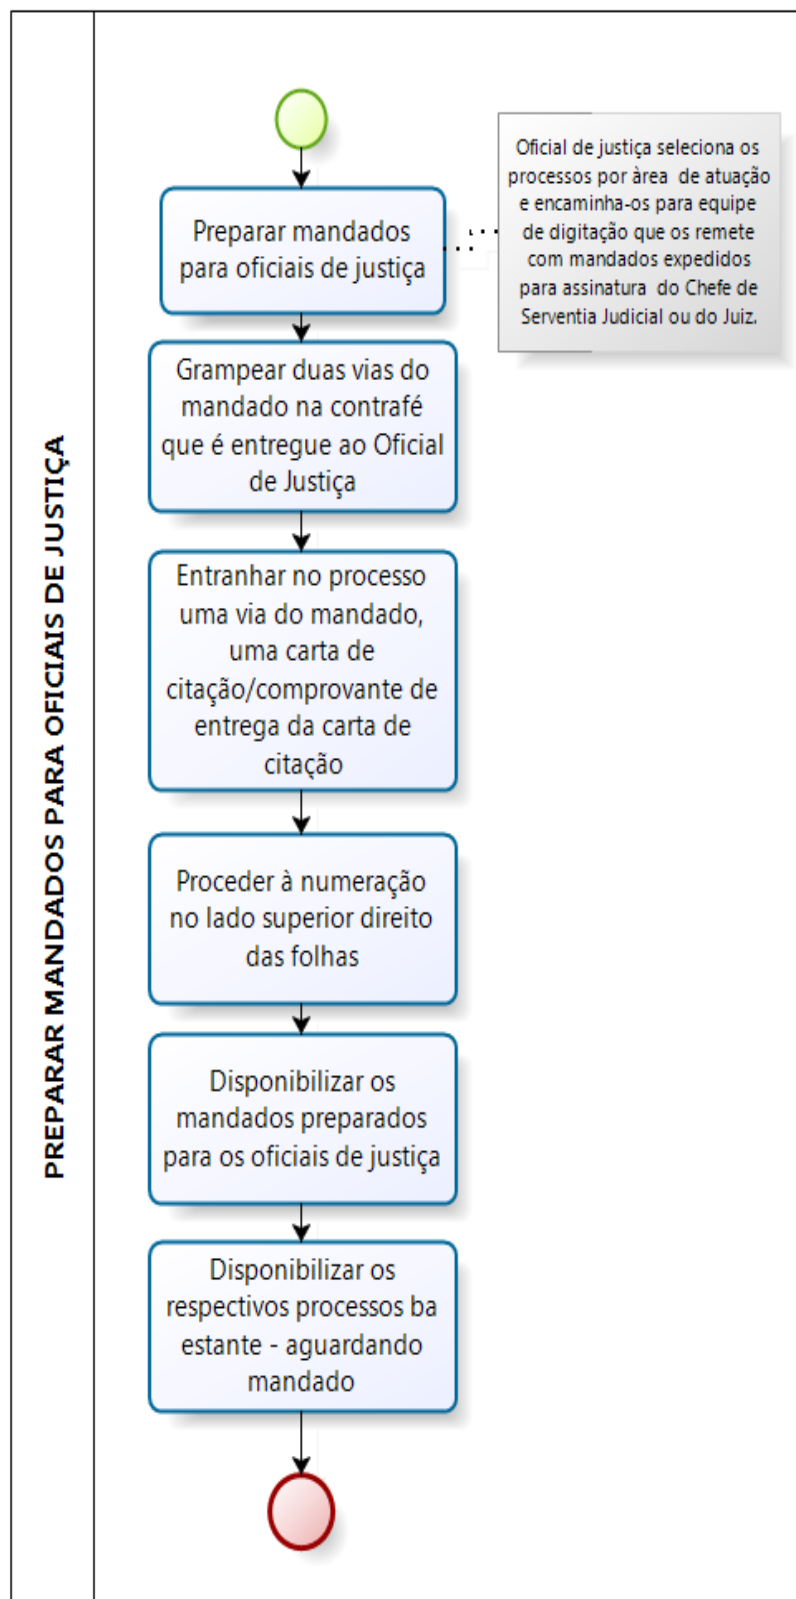 PREPARAR MANDADOS PARA OFICIAIS DE JUSTIÇA
Preparar mandados
para oficiais de justiça
Oficial de justiça seleciona os
processos por àrea de atuação
e encaminha-os para equipe
de digitação que os remete
com mandados expedidos
para assinatura do Chefe de
Serventia Judicial ou do Juiz.
Grampear duas vias do
mandado na contrafé
que é entregue ao Oficial
de Justiça
Entranhar no processo
uma via do mandado,
uma carta de
citação/comprovante de
entrega da carta de
citação
Proceder à numeração
no lado superior direito
das folhas
Disponibilizar os
mandados preparados
para os oficiais de justiça
Disponibilizar os
respectivos processos ba
estante - aguardando
mandado